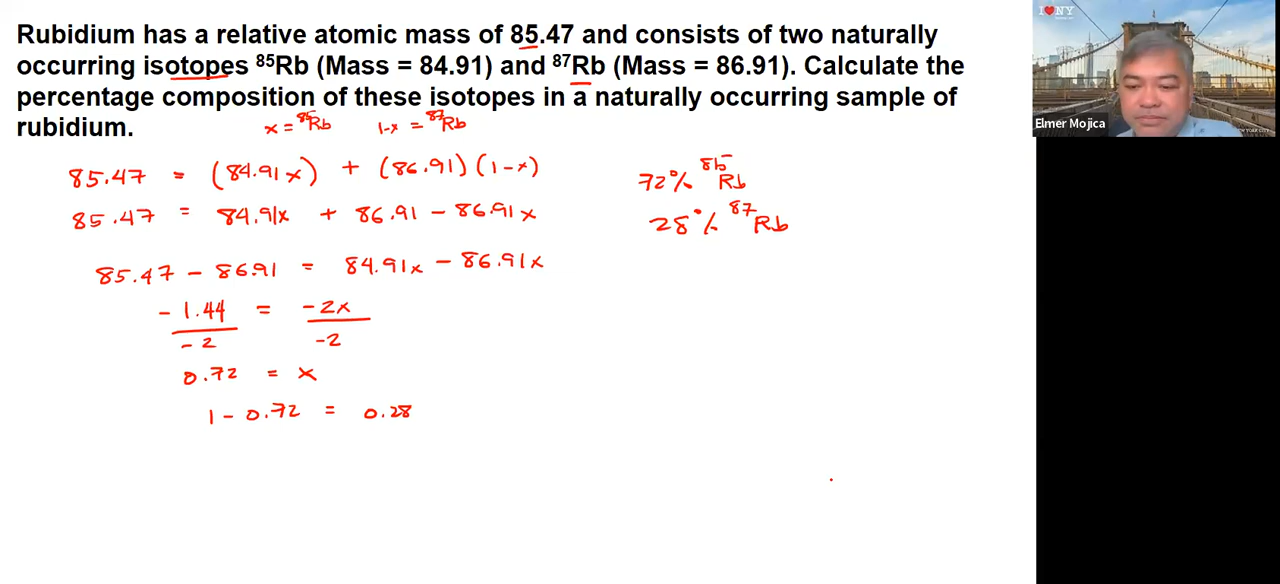 Rubidium has a relative atomic mass of 85.47 and consists of two naturally
occurring isotopes ⁸⁵Rb (Mass = 84.91) and ⁸⁷Rb (Mass = 86.91). Calculate the
percentage composition of these isotopes in a naturally occurring sample of
rubidium.
x = ⁸⁵Rb 1-x = ⁸⁷Rb
85.47 = (84.91x) + (86.91)(1-x)
85.47 = 84.91x + 86.91 - 86.91x
85.47 - 86.91 = 84.91x - 86.91x
-1.44 = -2x
-2 -2
0.72 = x
1 - 0.72 = 0.28
72% ⁸⁵Rb
28% ⁸⁷Rb
I ❤ NY
Elmer Mojica